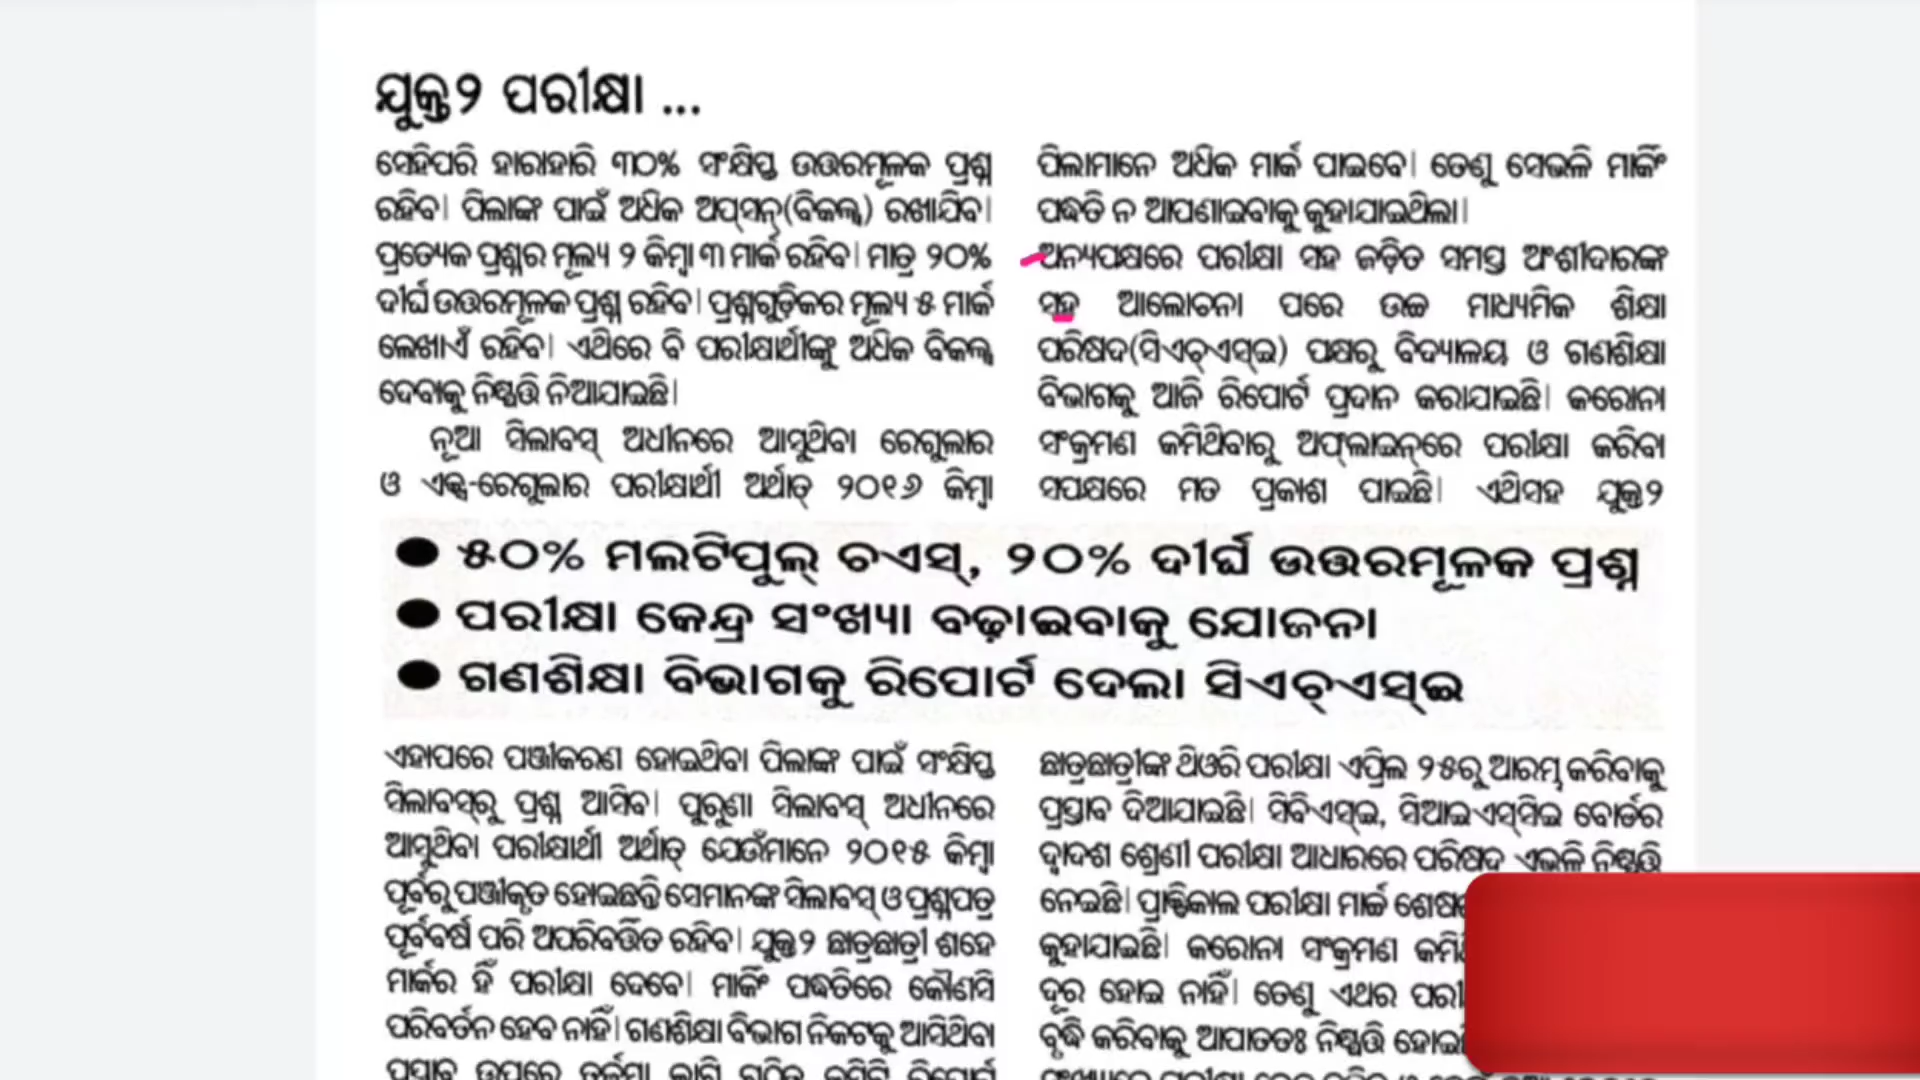 ଯୁକ୍ତ୨ ପରୀକ୍ଷା ...
ସେହିପରି ହାରାହାରି ୩୦% ସଂକ୍ଷିପ୍ତ ଉତ୍ତରମୂଳକ ପ୍ରଶ୍ନ
ରହିବ। ପିଲାଙ୍କ ପାଇଁ ଅଧିକ ଅପ୍‌ସନ୍(ବିକଳ୍ପ) ରଖାଯିବ।
ପ୍ରତ୍ୟେକ ପ୍ରଶ୍ନର ମୂଲ୍ୟ ୨ କିମ୍ବା ୩ ମାର୍କ ରହିବ। ମାତ୍ର ୨୦%
ଦୀର୍ଘ ଉତ୍ତରମୂଳକ ପ୍ରଶ୍ନ ରହିବ। ପ୍ରଶ୍ନଗୁଡ଼ିକର ମୂଲ୍ୟ ୫ ମାର୍କ
ଲେଖାଏଁ ରହିବ। ଏଥିରେ ବି ପରୀକ୍ଷାର୍ଥୀଙ୍କୁ ଅଧିକ ବିକଳ୍ପ
ଦେବାକୁ ନିଷ୍ପତ୍ତି ନିଆଯାଇଛି।
ନୂଆ ସିଲାବସ୍ ଅଧୀନରେ ଆସୁଥିବା ରେଗୁଲାର
ଓ ଏକ୍ସ-ରେଗୁଲାର ପରୀକ୍ଷାର୍ଥୀ ଅର୍ଥାତ୍ ୨୦୧୬ କିମ୍ବା
ପିଲାମାନେ ଅଧିକ ମାର୍କ ପାଇବେ। ତେଣୁ ସେଭଳି ମାର୍କିଂ
ପଦ୍ଧତି ନ ଆପଣାଇବାକୁ କୁହାଯାଇଥିଲା।
ଅନ୍ୟପକ୍ଷରେ ପରୀକ୍ଷା ସହ ଜଡ଼ିତ ସମସ୍ତ ଅଂଶୀଦାରଙ୍କ
ସହ ଆଲୋଚନା ପରେ ଉଚ୍ଚ ମାଧ୍ୟମିକ ଶିକ୍ଷା
ପରିଷଦ(ସିଏଚ୍‌ଏସ୍‌ଇ) ପକ୍ଷରୁ ବିଦ୍ୟାଳୟ ଓ ଗଣଶିକ୍ଷା
ବିଭାଗକୁ ଆଜି ରିପୋର୍ଟ ପ୍ରଦାନ କରାଯାଇଛି। କରୋନା
ସଂକ୍ରମଣ କମିଥିବାରୁ ଅଫ୍‌ଲାଇନ୍‌ରେ ପରୀକ୍ଷା କରିବା
ସପକ୍ଷରେ ମତ ପ୍ରକାଶ ପାଇଛି। ଏଥିସହ ଯୁକ୍ତ୨
● ୫୦% ମଲଟିପୁଲ୍ ଚଏସ୍, ୨୦% ଦୀର୍ଘ ଉତ୍ତରମୂଳକ ପ୍ରଶ୍ନ
● ପରୀକ୍ଷା କେନ୍ଦ୍ର ସଂଖ୍ୟା ବଢ଼ାଇବାକୁ ଯୋଜନା
● ଗଣଶିକ୍ଷା ବିଭାଗକୁ ରିପୋର୍ଟ ଦେଲା ସିଏଚ୍‌ଏସ୍‌ଇ
ଏହାପରେ ପଞ୍ଜୀକରଣ ହୋଇଥିବା ପିଲାଙ୍କ ପାଇଁ ସଂକ୍ଷିପ୍ତ
ସିଲାବସ୍‌ରୁ ପ୍ରଶ୍ନ ଆସିବ। ପୁରୁଣା ସିଲାବସ୍ ଅଧୀନରେ
ଆସୁଥିବା ପରୀକ୍ଷାର୍ଥୀ ଅର୍ଥାତ୍ ଯେଉଁମାନେ ୨୦୧୫ କିମ୍ବା
ପୂର୍ବରୁ ପଞ୍ଜୀକୃତ ହୋଇଛନ୍ତି ସେମାନଙ୍କ ସିଲାବସ୍ ଓ ପ୍ରଶ୍ନପତ୍ର
ପୂର୍ବବର୍ଷ ପରି ଅପରିବର୍ତ୍ତିତ ରହିବ। ଯୁକ୍ତ୨ ଛାତ୍ରଛାତ୍ରୀ ଶହେ
ମାର୍କର ହିଁ ପରୀକ୍ଷା ଦେବେ। ମାର୍କିଂ ପଦ୍ଧତିରେ କୌଣସି
ପରିବର୍ତନ ହେବ ନାହିଁ। ଗଣଶିକ୍ଷା ବିଭାଗ ନିକଟକୁ ଆସିଥିବା
ପ୍ରସ୍ତାବ ଉପରେ ତର୍ଜମା ଲାଗି ଗଠିତ କମିଟି ରିପୋର୍ଟ
ଛାତ୍ରଛାତ୍ରୀଙ୍କ ଥିଓରି ପରୀକ୍ଷା ଏପ୍ରିଲ ୨୫ରୁ ଆରମ୍ଭ କରିବାକୁ
ପ୍ରସ୍ତାବ ଦିଆଯାଇଛି। ସିବିଏସ୍‌ଇ, ସିଆଇଏସ୍‌ସିଇ ବୋର୍ଡର
ଦ୍ୱାଦଶ ଶ୍ରେଣୀ ପରୀକ୍ଷା ଆଧାରରେ ପରିଷଦ ଏଭଳି ନିଷ୍ପତ୍ତି
ନେଇଛି। ପ୍ରାକ୍ଟିକାଲ ପରୀକ୍ଷା ମାର୍ଚ୍ଚ
କୁହାଯାଇଛି। କରୋନା ସଂକ୍ରମଣ
ଦୂର ହୋଇ ନାହିଁ। ତେଣୁ ଏଥର
ବୃଦ୍ଧି କରିବାକୁ ଆପାତତଃ ନିଷ୍ପତ୍ତି